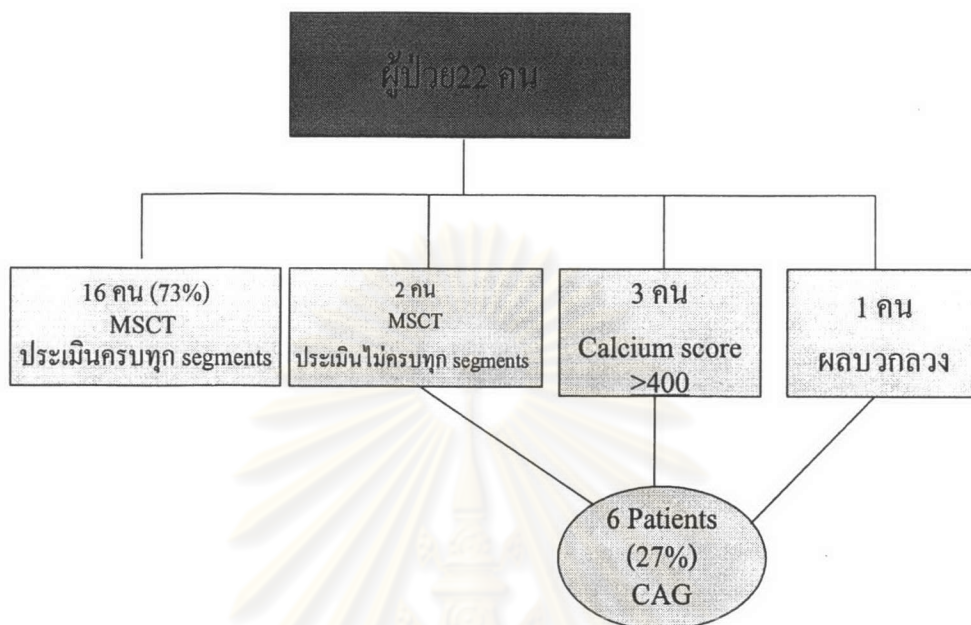 ผู้ป่วย22 คน
16 คน (73%)
MSCT
ประเมินครบทุก segments
2 คน
MSCT
ประเมินไม่ครบทุก segments
3 คน
Calcium score
>400
1 คน
ผลบวกลวง
6 Patients
(27%)
CAG